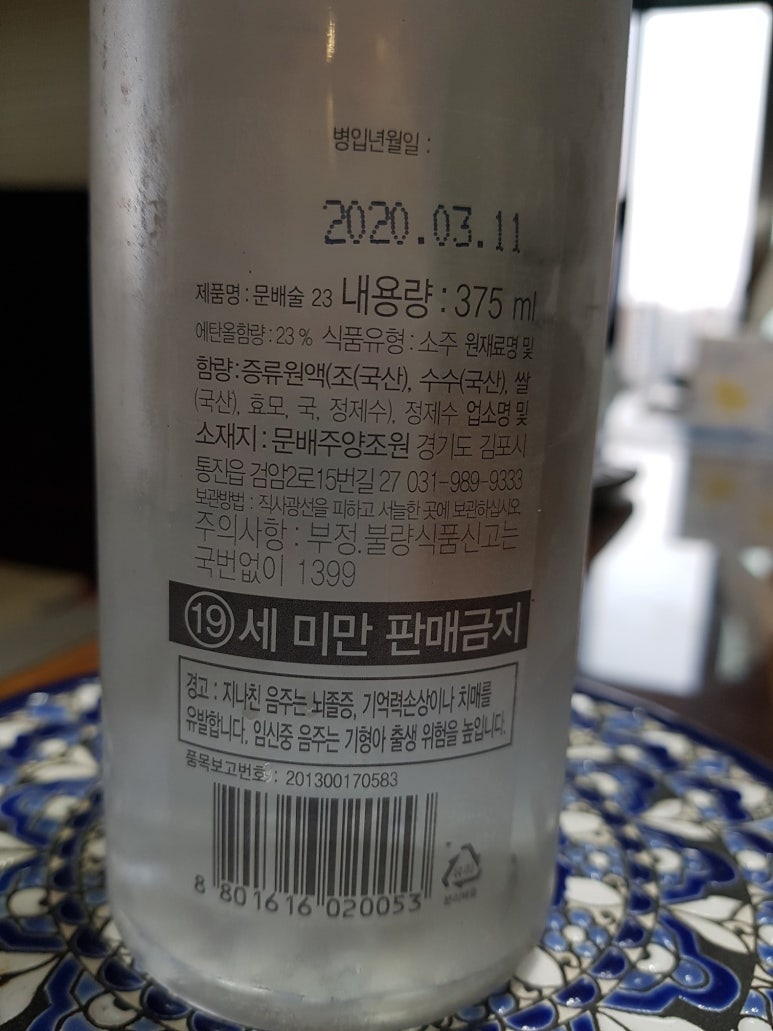 병입년월일 :
2020.03.11
제품명 : 문배술 23 내용량 : 375 ml
에탄올함량 : 23 % 식품유형 : 소주 원재료명 및
함량 : 증류원액(조(국산), 수수(국산), 쌀
(국산), 효모, 국, 정제수), 정제수 업소명 및
소재지 : 문배주양조원 경기도 김포시
통진읍 검암2로15번길 27 031-989-9333
보관방법 : 직사광선을 피하고 서늘한 곳에 보관하십시오
주의사항 : 부정.불량식품신고는
국번없이 1399
19세 미만 판매금지
경고 : 지나친 음주는 뇌졸증, 기억력손상이나 치매를
유발합니다. 임신중 음주는 기형아 출생 위험을 높입니다.
품목보고번호 : 201300170583
8 801616 020053
유리